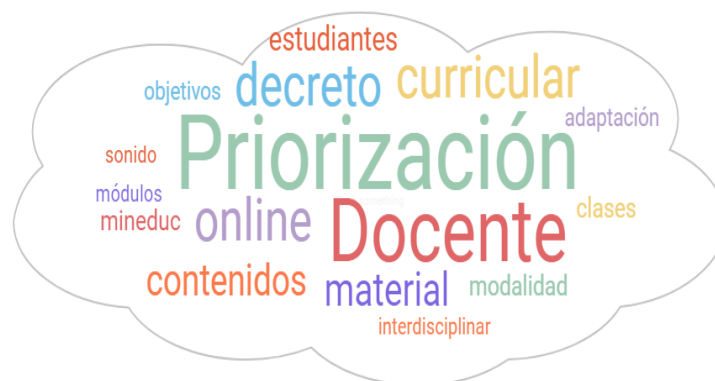 estudiantes
objetivos decreto curricular
adaptación
Priorización
sonido
módulos
mineduc online Docente clases
contenidos material modalidad
interdisciplinar